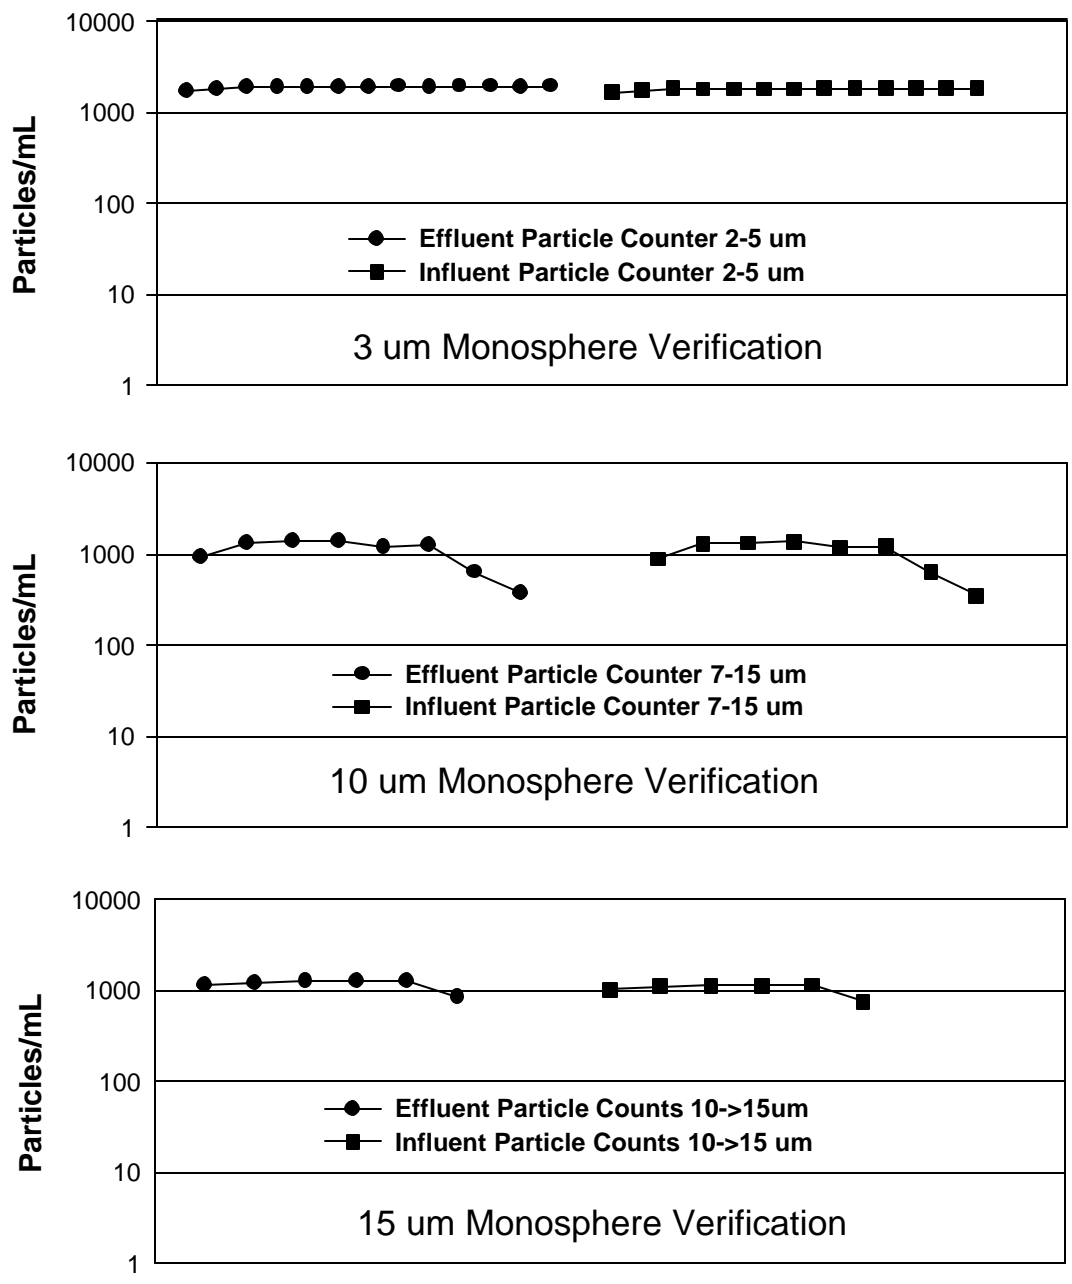 10000
1000
100
10
1
Particles/mL
Effluent Particle Counter 2-5 um
Influent Particle Counter 2-5 um
3 um Monosphere Verification
10000
1000
100
10
1
Particles/mL
Effluent Particle Counter 7-15 um
Influent Particle Counter 7-15 um
10 um Monosphere Verification
10000
1000
100
10
1
Particles/mL
Effluent Particle Counts 10->15um
Influent Particle Counts 10->15 um
15 um Monosphere Verification